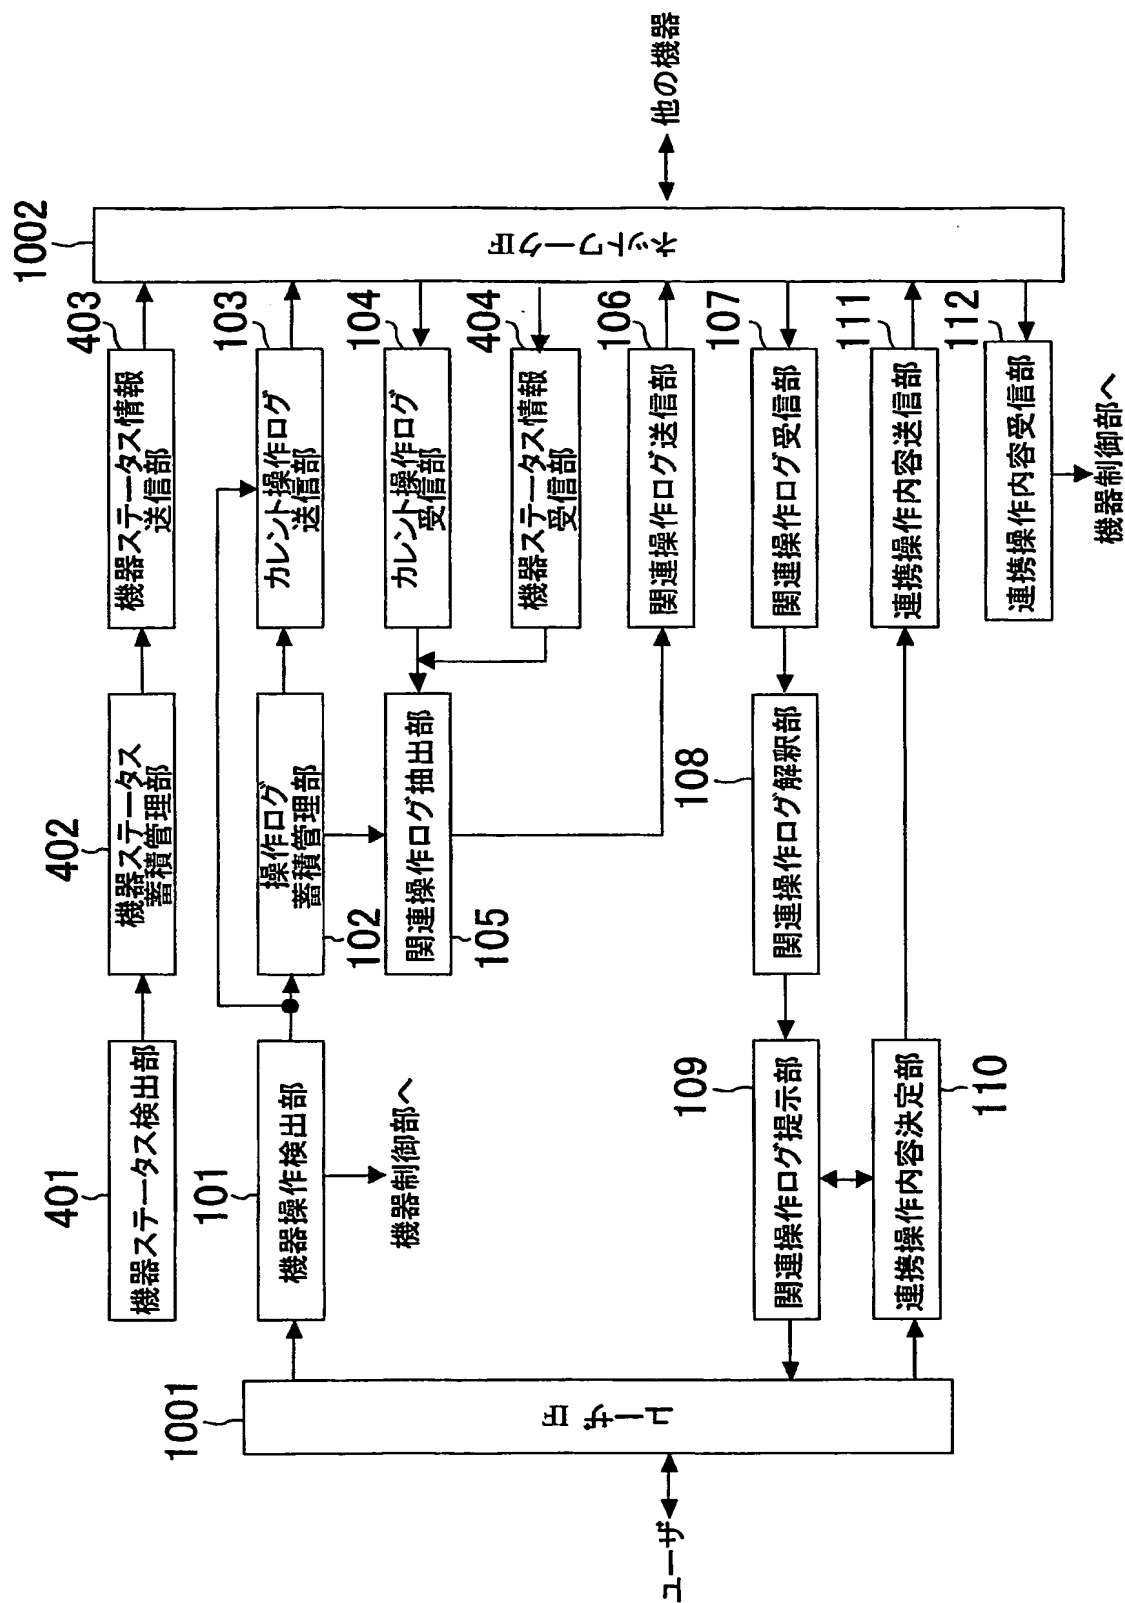 401
機器ステータス検出部
402
機器ステータス
蓄積管理部
403
機器ステータス情報
送信部
1002
ネットワークIF
101
機器操作検出部
機器制御部へ
操作ログ
蓄積管理部
102
103
カレント操作ログ
送信部
104
カレント操作ログ
受信部
関連操作ログ抽出部
105
404
機器ステータス情報
受信部
106
関連操作ログ送信部
他の機器
1001
ユーザIF
ユーザ
109
関連操作ログ提示部
108
関連操作ログ解釈部
107
関連操作ログ受信部
連携操作内容決定部
110
111
連携操作内容送信部
112
連携操作内容受信部
機器制御部へ